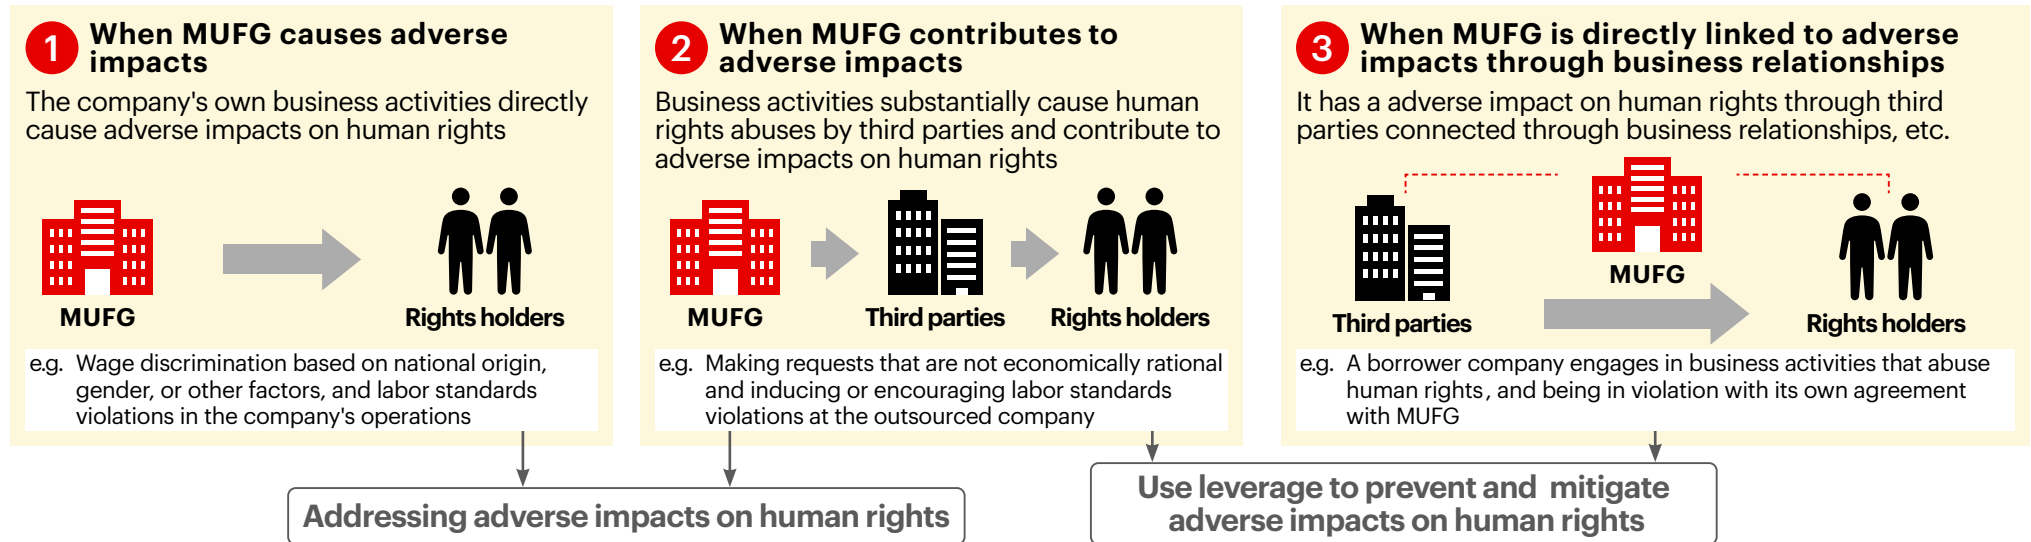 1
When MUFG causes adverse
impacts
The company's own business activities directly
cause adverse impacts on human rights
MUFG
Rights holders
e.g. Wage discrimination based on national origin,
gender, or other factors, and labor standards
violations in the company's operations
2
When MUFG contributes to
adverse impacts
Business activities substantially cause human
rights abuses by third parties and contribute to
adverse impacts on human rights
MUFG
Third parties
Rights holders
e.g. Making requests that are not economically rational
and inducing or encouraging labor standards
violations at the outsourced company
3
When MUFG is directly linked to adverse
impacts through business relationships
It has a adverse impact on human rights through third
parties connected through business relationships, etc.
MUFG
Third parties
Rights holders
e.g. A borrower company engages in business activities that abuse
human rights, and being in violation with its own agreement
with MUFG
Addressing adverse impacts on human rights
Use leverage to prevent and mitigate
adverse impacts on human rights